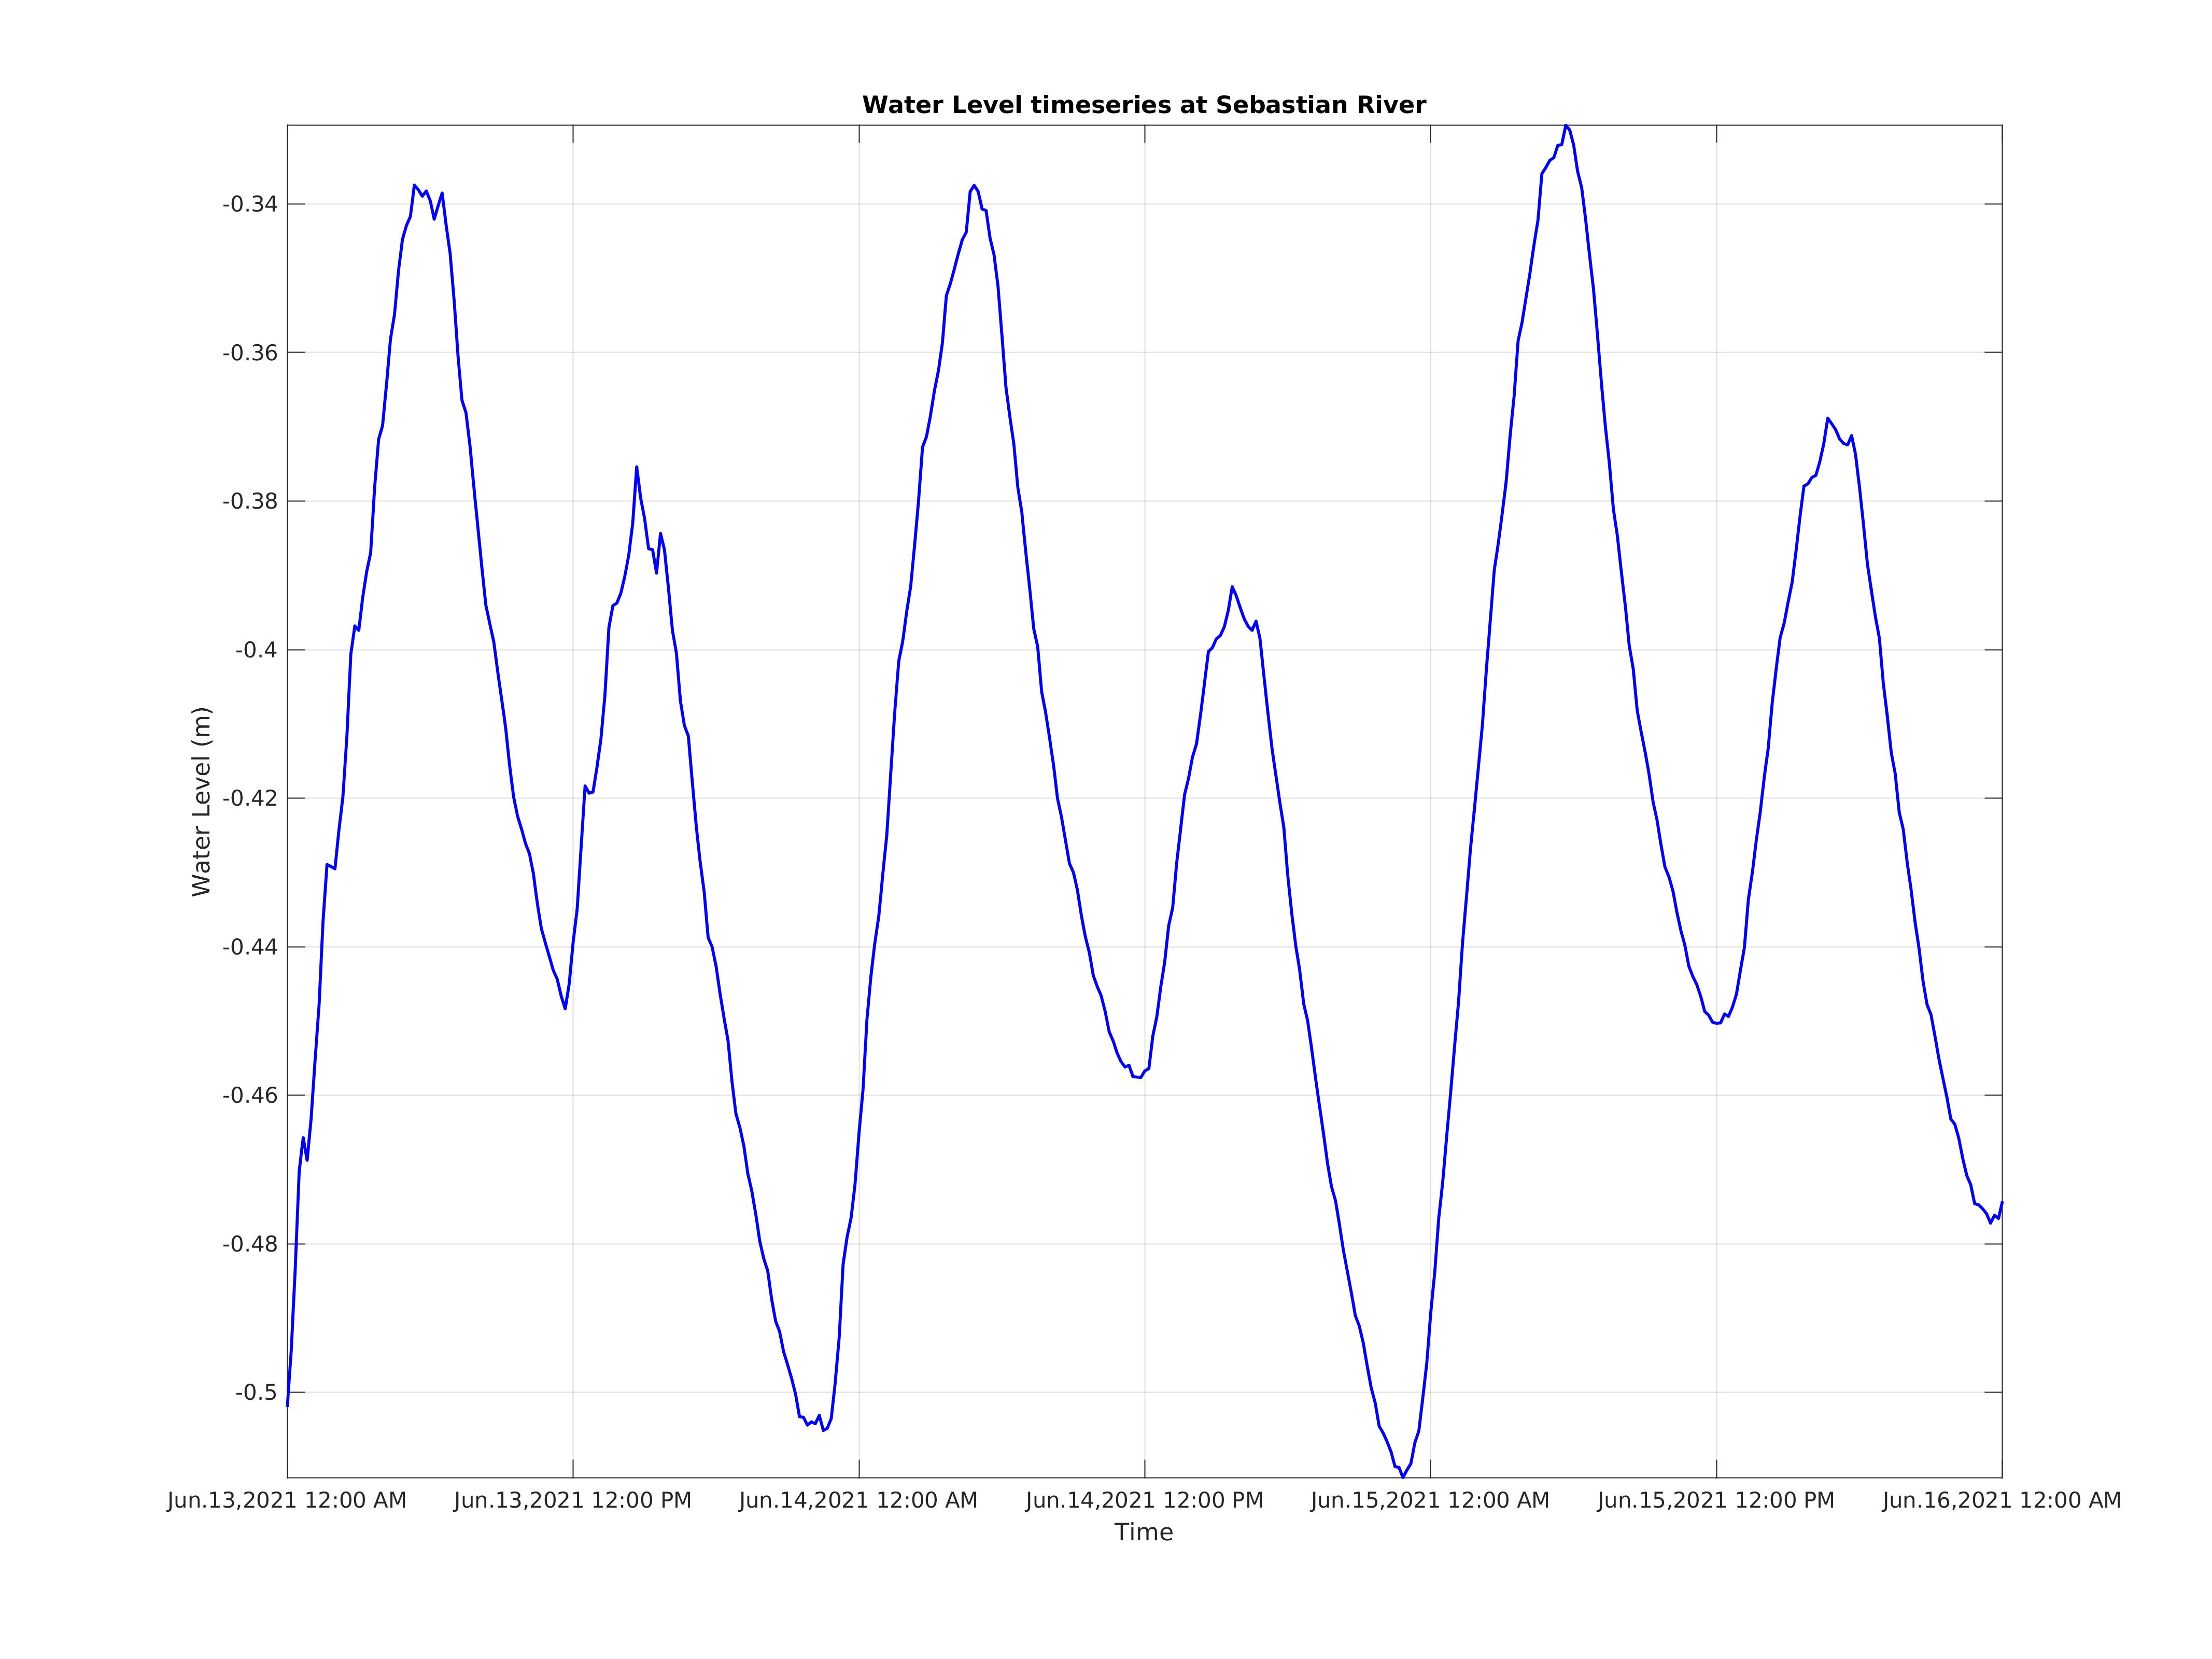 Water Level timeseries at Sebastian River
-0.34
-0.36
-0.38
-0.4
-0.42
-0.44
-0.46
-0.48
-0.5
Water Level (m)
Jun.13,2021 12:00 AM
Jun.13,2021 12:00 PM
Jun.14,2021 12:00 AM
Jun.14,2021 12:00 PM
Jun.15,2021 12:00 AM
Jun.15,2021 12:00 PM
Jun.16,2021 12:00 AM
Time